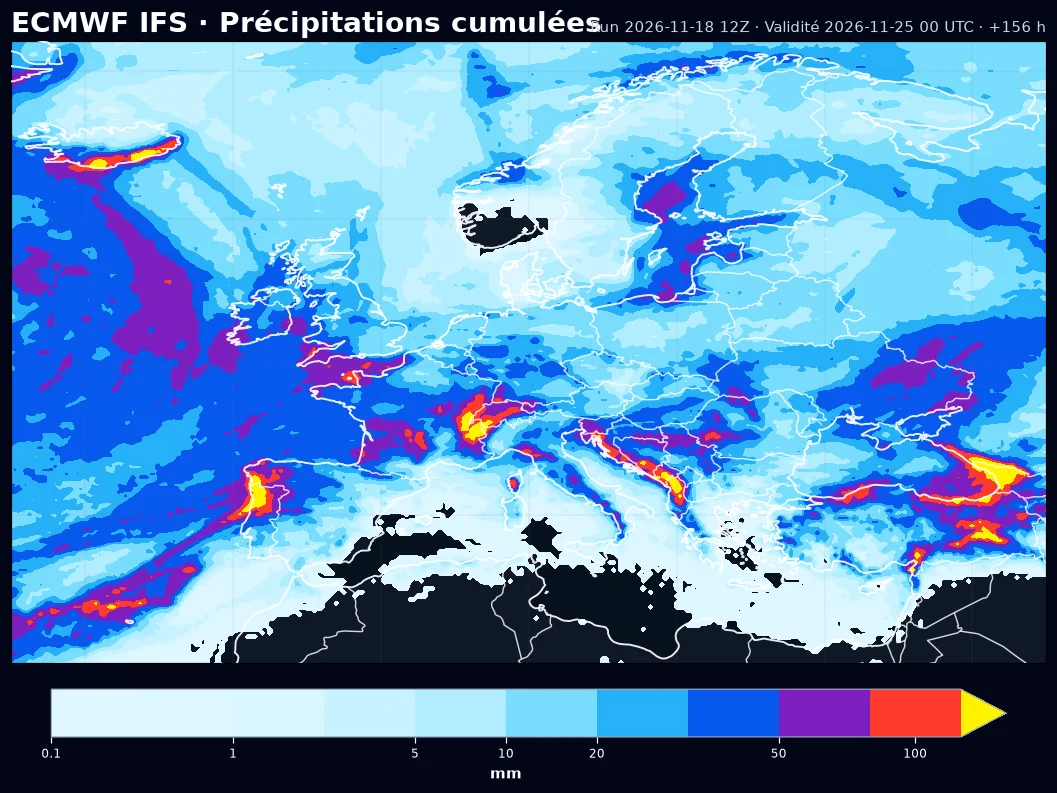 ECMWF IFS · Précipitations cumulées
Run 2026-11-18 12Z · Validité 2026-11-25 00 UTC · +156 h
0.1 1 5 10 20 50 100
mm